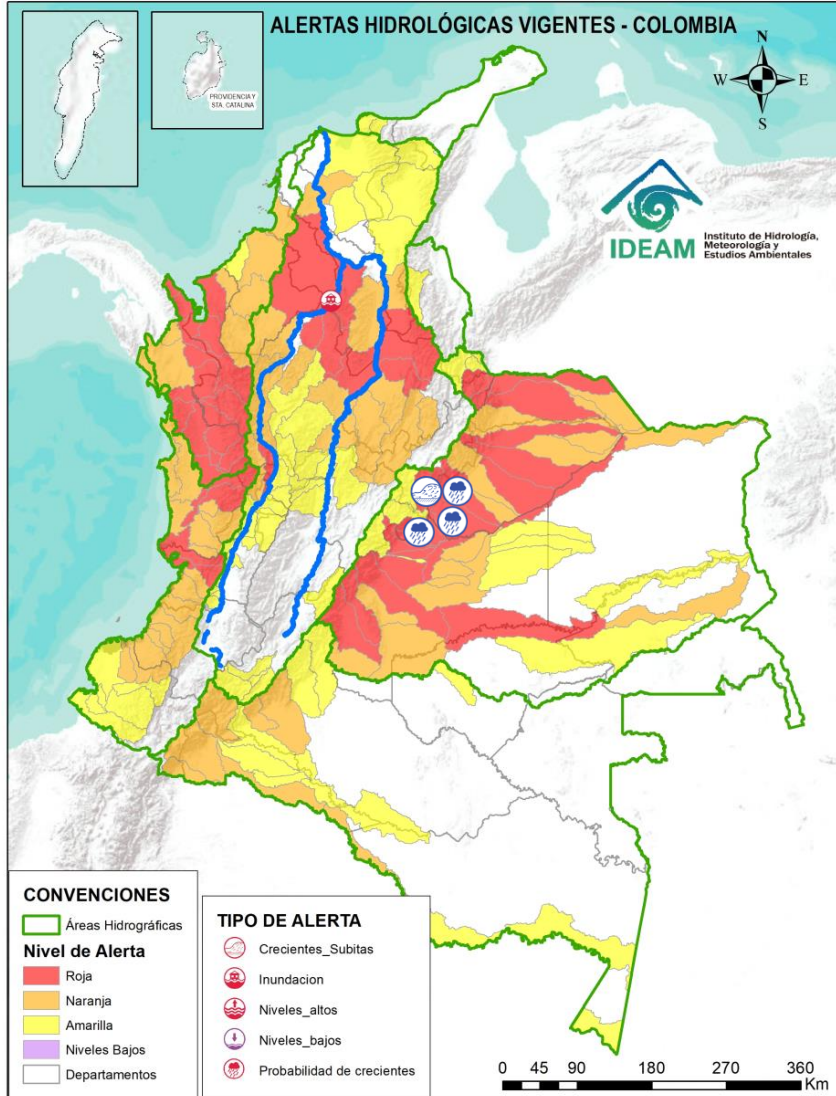 ALERTAS HIDROLÓGICAS VIGENTES - COLOMBIA
PROVIDENCIA Y
STA. CATALINA
N
W
E
S
IDEAM
Instituto de Hidrología,
Meteorología y
Estudios Ambientales
CONVENCIONES
Áreas Hidrográficas
Nivel de Alerta
Roja
Naranja
Amarilla
Niveles Bajos
Departamentos
TIPO DE ALERTA
Crecientes_Subitas
Inundacion
Niveles_altos
Niveles_bajos
Probabilidad de crecientes
0 45 90 180 270 360
Km